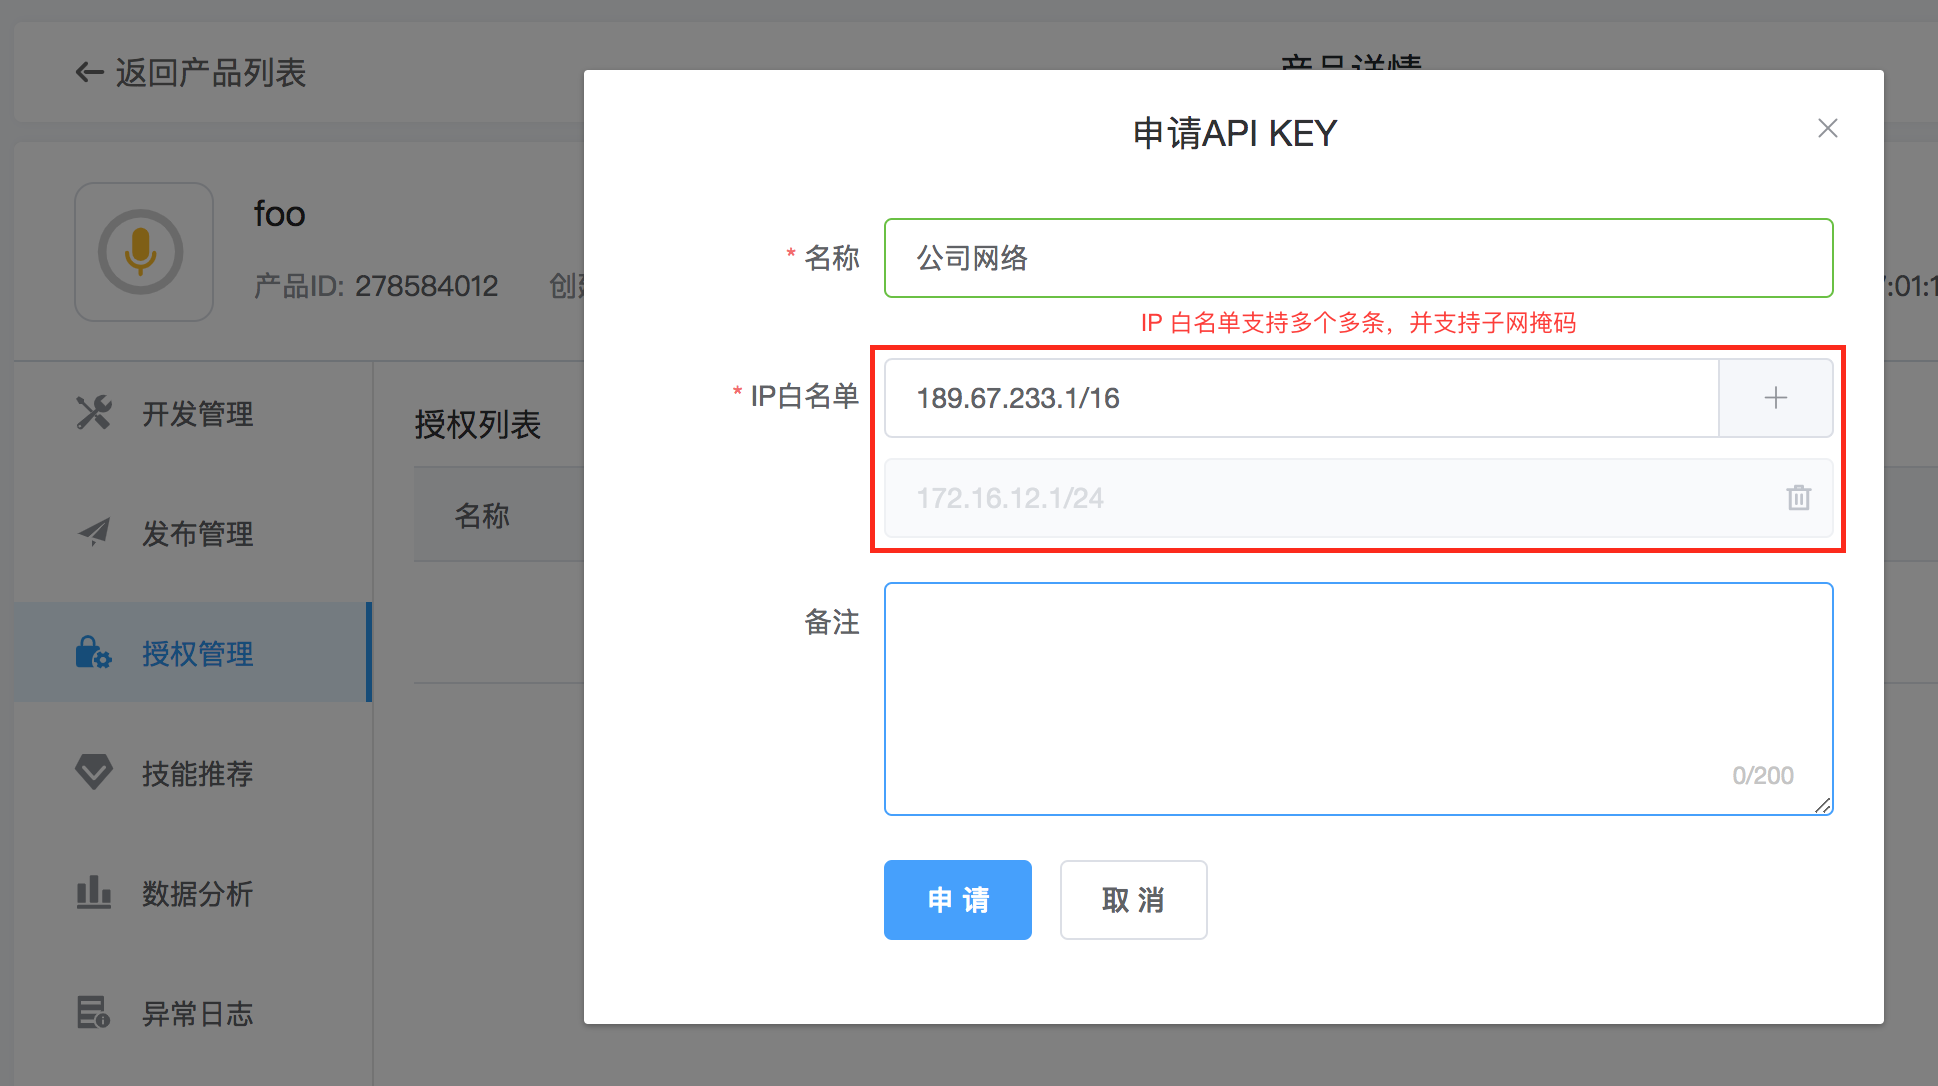 返回产品列表
产品详情
申请API KEY
foo
产品ID: 278584012
* 名称
公司网络
IP 白名单支持多个多条，并支持子网掩码
* IP白名单
189.67.233.1/16
172.16.12.1/24
备注
0/200
申 请
取 消
开发管理
发布管理
授权管理
技能推荐
数据分析
异常日志
授权列表
名称